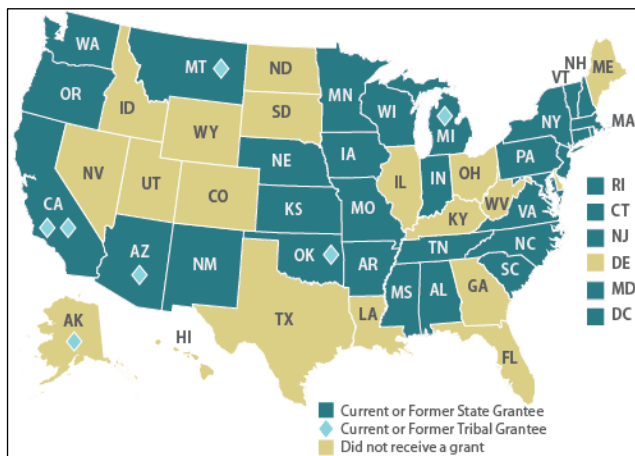 WA
MT
ND
MN
VT
NH
ME
OR
ID
SD
WI
MI
NY
MA
WY
NE
IA
PA
NV
UT
CO
IL
IN
OH
WV
VA
CA
KS
MO
KY
NC
AZ
NM
OK
AR
TN
SC
MS
AL
GA
TX
LA
FL
AK
HI
RI
CT
NJ
DE
MD
DC
Current or Former State Grantee
Current or Former Tribal Grantee
Did not receive a grant